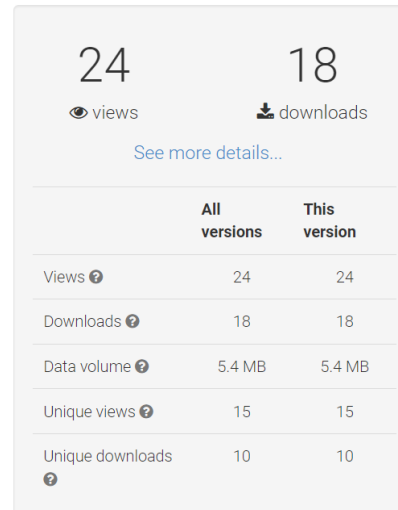 24 18
views downloads
See more details...
All This
versions version
Views 24 24
Downloads 18 18
Data volume 5.4 MB 5.4 MB
Unique views 15 15
Unique downloads 10 10